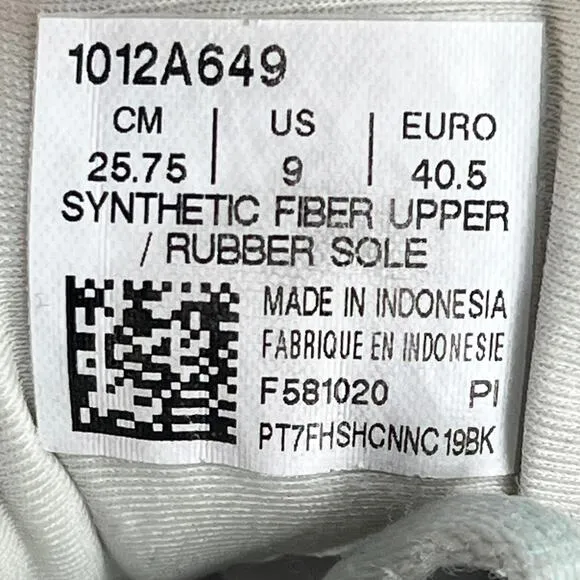 1012A649
CM | US | EURO
25.75 | 9 | 40.5
SYNTHETIC FIBER UPPER
/ RUBBER SOLE
MADE IN INDONESIA
FABRIQUE EN INDONESIE
F581020 PI
PT7FHSHCNNC19BK